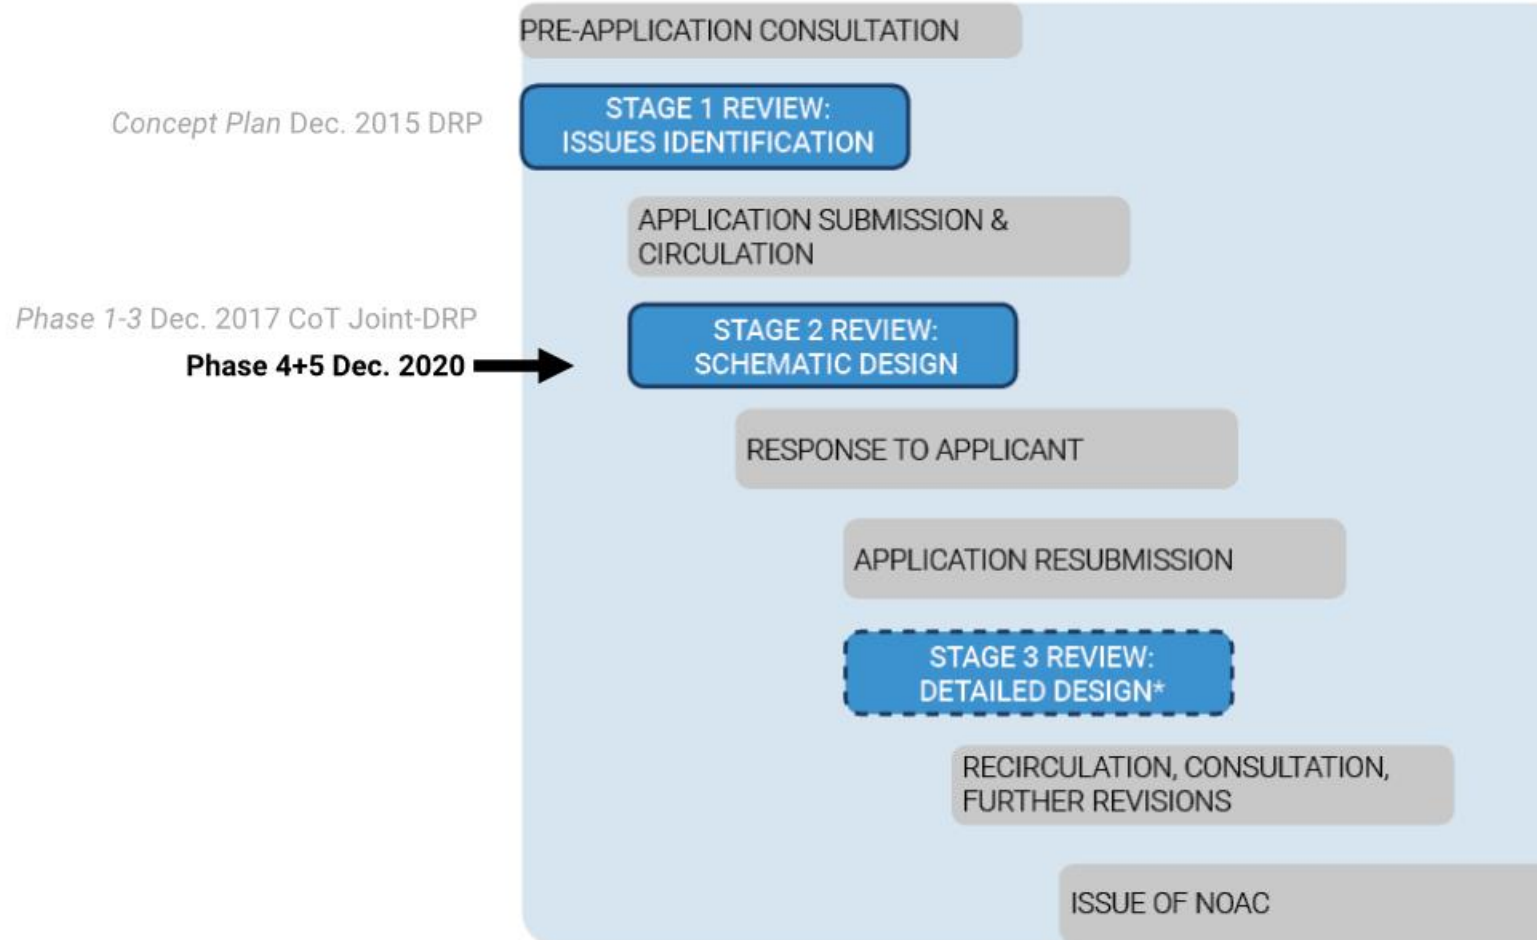 PRE-APPLICATION CONSULTATION
Concept Plan Dec. 2015 DRP
STAGE 1 REVIEW:
ISSUES IDENTIFICATION
APPLICATION SUBMISSION &
CIRCULATION
Phase 1-3 Dec. 2017 CoT Joint-DRP
Phase 4+5 Dec. 2020
STAGE 2 REVIEW:
SCHEMATIC DESIGN
RESPONSE TO APPLICANT
APPLICATION RESUBMISSION
STAGE 3 REVIEW:
DETAILED DESIGN*
RECIRCULATION, CONSULTATION,
FURTHER REVISIONS
ISSUE OF NOAC